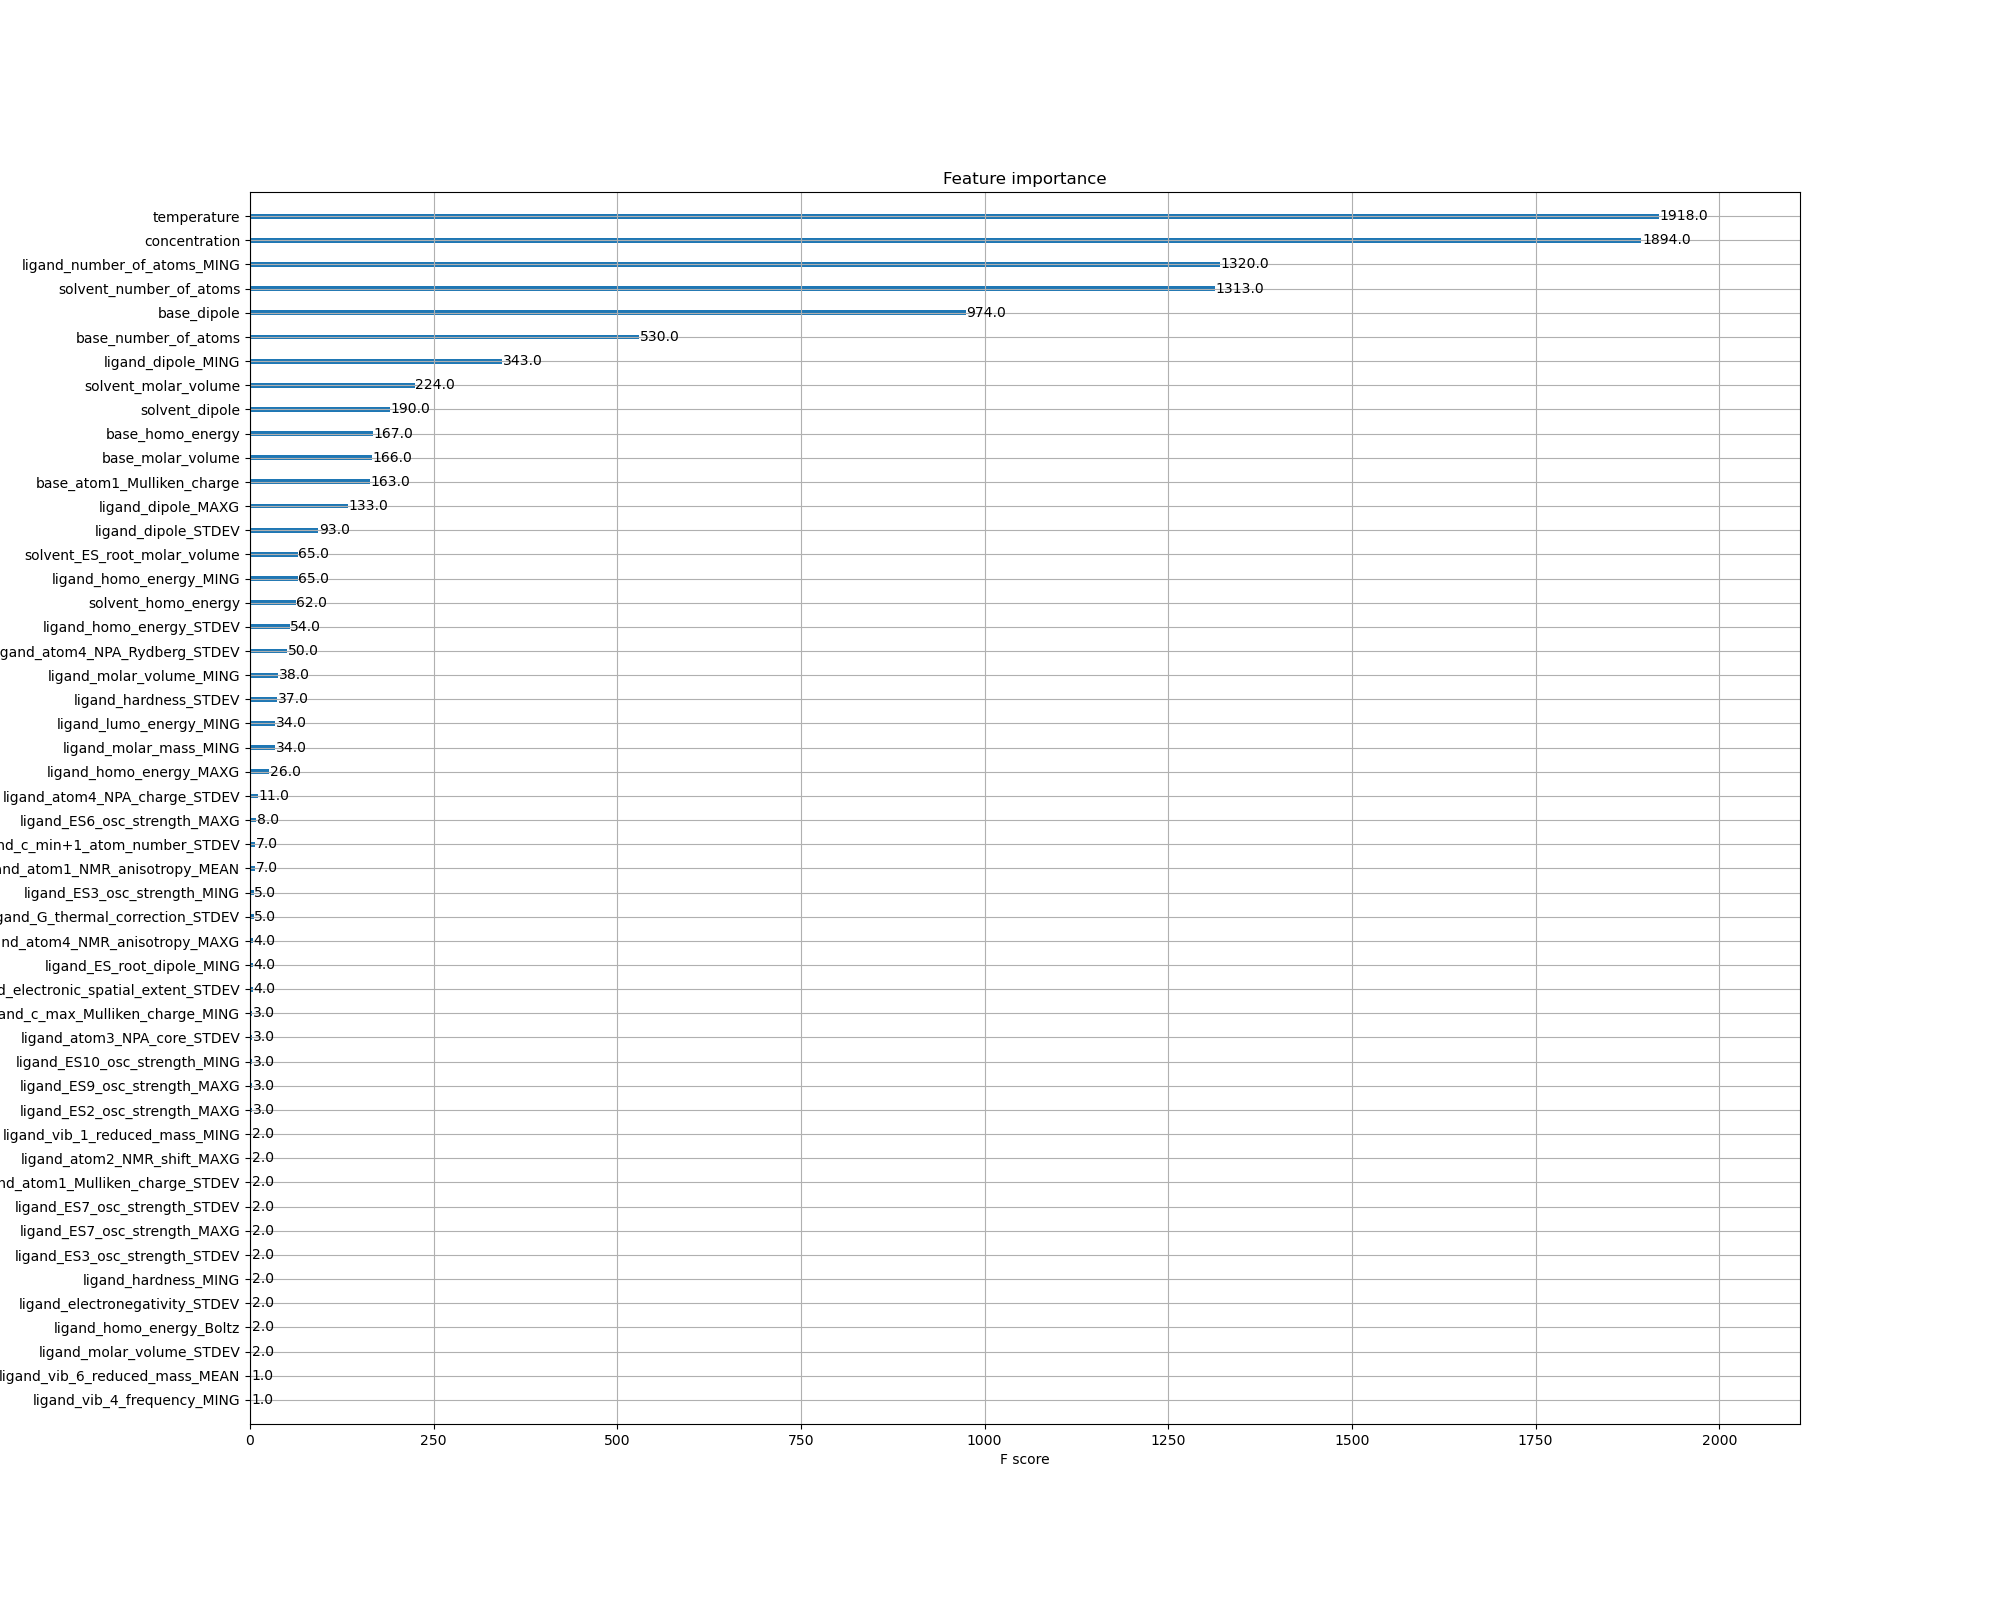 Feature importance
temperature 1918.0
concentration 1894.0
ligand_number_of_atoms_MING 1320.0
solvent_number_of_atoms 1313.0
base_dipole 974.0
base_number_of_atoms 530.0
ligand_dipole_MING 343.0
solvent_molar_volume 224.0
solvent_dipole 190.0
base_homo_energy 167.0
base_molar_volume 166.0
base_atom1_Mulliken_charge 163.0
ligand_dipole_MAXG 133.0
ligand_dipole_STDEV 93.0
solvent_ES_root_molar_volume 65.0
ligand_homo_energy_MING 65.0
solvent_homo_energy 62.0
ligand_homo_energy_STDEV 54.0
gand_atom4_NPA_Rydberg_STDEV 50.0
ligand_molar_volume_MING 38.0
ligand_hardness_STDEV 37.0
ligand_lumo_energy_MING 34.0
ligand_molar_mass_MING 34.0
ligand_homo_energy_MAXG 26.0
ligand_atom4_NPA_charge_STDEV 11.0
ligand_ES6_osc_strength_MAXG 8.0
nd_c_min+1_atom_number_STDEV 7.0
and_atom1_NMR_anisotropy_MEAN 7.0
ligand_ES3_osc_strength_MING 5.0
gand_G_thermal_correction_STDEV 5.0
nd_atom4_NMR_anisotropy_MAXG 4.0
ligand_ES_root_dipole_MING 4.0
d_electronic_spatial_extent_STDEV 4.0
and_c_max_Mulliken_charge_MING 3.0
ligand_atom3_NPA_core_STDEV 3.0
ligand_ES10_osc_strength_MING 3.0
ligand_ES9_osc_strength_MAXG 3.0
ligand_ES2_osc_strength_MAXG 3.0
ligand_vib_1_reduced_mass_MING 2.0
ligand_atom2_NMR_shift_MAXG 2.0
nd_atom1_Mulliken_charge_STDEV 2.0
ligand_ES7_osc_strength_STDEV 2.0
ligand_ES7_osc_strength_MAXG 2.0
ligand_ES3_osc_strength_STDEV 2.0
ligand_hardness_MING 2.0
ligand_electronegativity_STDEV 2.0
ligand_homo_energy_Boltz 2.0
ligand_molar_volume_STDEV 2.0
ligand_vib_6_reduced_mass_MEAN 1.0
ligand_vib_4_frequency_MING 1.0
0 250 500 750 1000 1250 1500 1750 2000
F score